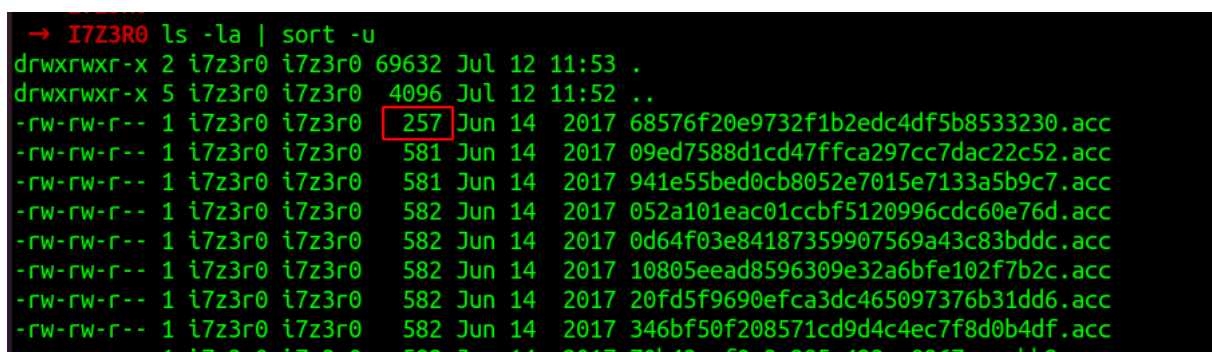 → I7Z3R0 ls -la | sort -u
drwxrwxr-x 2 i7z3r0 i7z3r0 69632 Jul 12 11:53 .
drwxrwxr-x 5 i7z3r0 i7z3r0 4096 Jul 12 11:52 ..
-rw-rw-r-- 1 i7z3r0 i7z3r0 257 Jun 14 2017 68576f20e9732f1b2edc4df5b8533230.acc
-rw-rw-r-- 1 i7z3r0 i7z3r0 581 Jun 14 2017 09ed7588d1cd47ffca297cc7dac22c52.acc
-rw-rw-r-- 1 i7z3r0 i7z3r0 581 Jun 14 2017 941e55bed0cb8052e7015e7133a5b9c7.acc
-rw-rw-r-- 1 i7z3r0 i7z3r0 582 Jun 14 2017 052a101eac01ccbf5120996cdc60e76d.acc
-rw-rw-r-- 1 i7z3r0 i7z3r0 582 Jun 14 2017 0d64f03e84187359907569a43c83bddc.acc
-rw-rw-r-- 1 i7z3r0 i7z3r0 582 Jun 14 2017 10805eead8596309e32a6bfe102f7b2c.acc
-rw-rw-r-- 1 i7z3r0 i7z3r0 582 Jun 14 2017 20fd5f9690efca3dc465097376b31dd6.acc
-rw-rw-r-- 1 i7z3r0 i7z3r0 582 Jun 14 2017 346bf50f208571cd9d4c4ec7f8d0b4df.acc